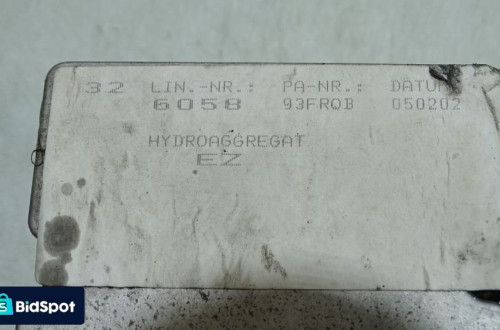 32 LIN.-NR.: PA-NR.: DATUM
6058 93FRQB 050202
HYDROAGGREGAT
EZ
BidSpot